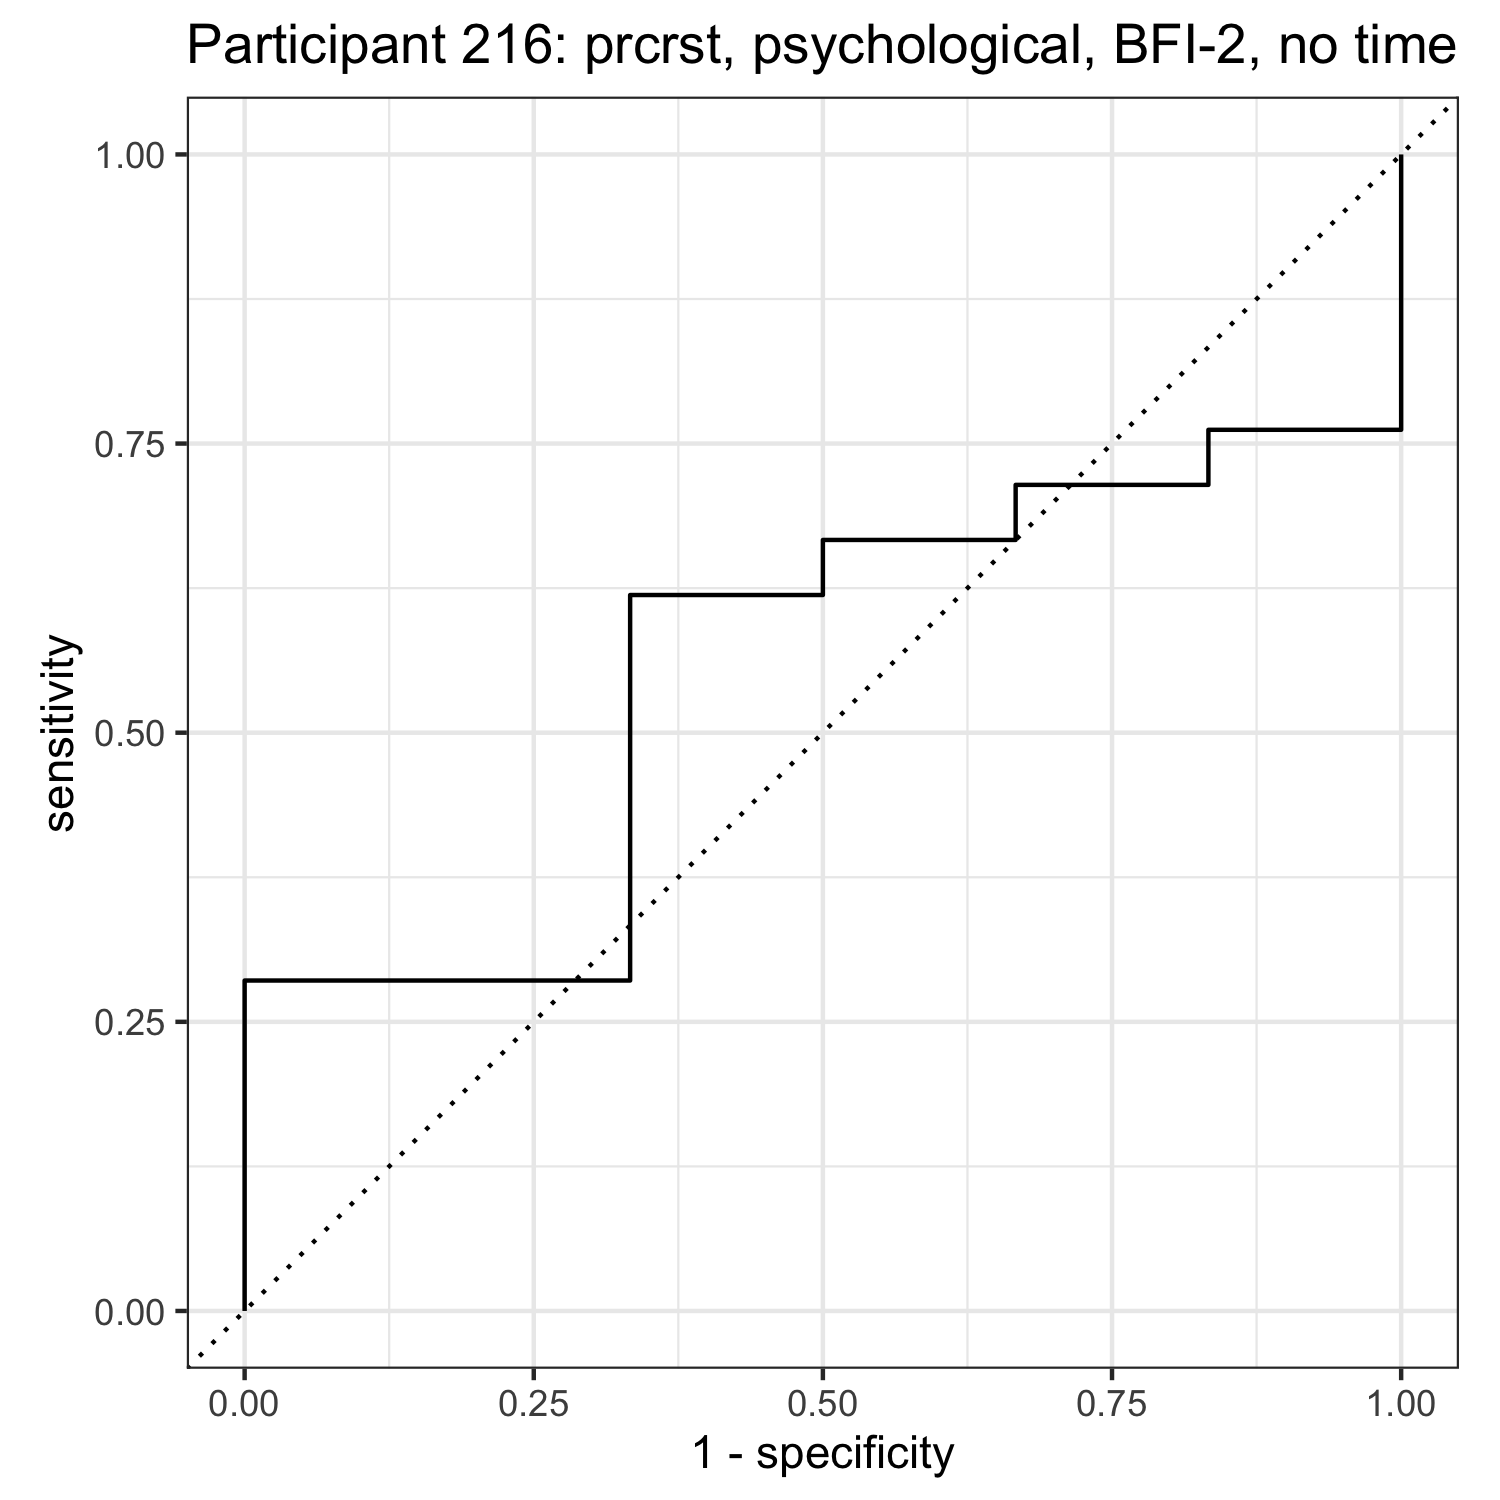 Participant 216: prcrst, psychological, BFI-2, no time
sensitivity
1.00
0.75
0.50
0.25
0.00
0.00 0.25 0.50 0.75 1.00
1 - specificity